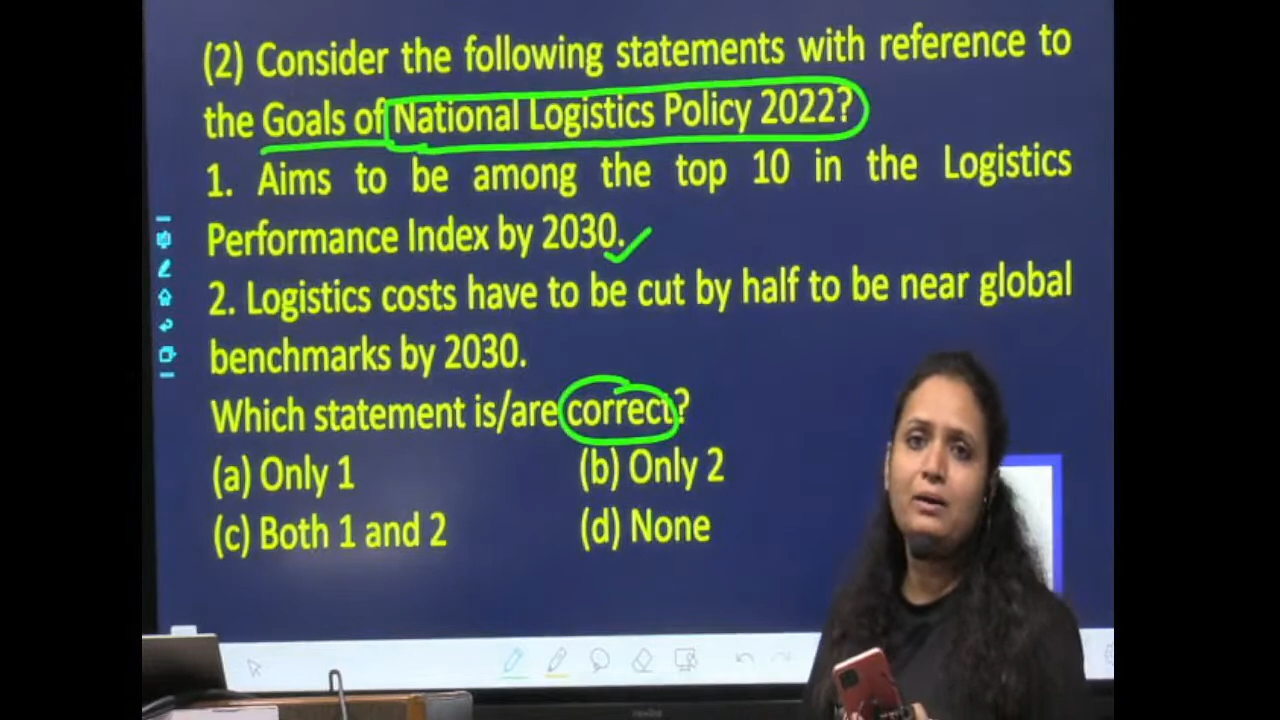 (2) Consider the following statements with reference to
the Goals of National Logistics Policy 2022?
1. Aims to be among the top 10 in the Logistics
Performance Index by 2030.
2. Logistics costs have to be cut by half to be near global
benchmarks by 2030.
Which statement is/are correct?
(a) Only 1 (b) Only 2
(c) Both 1 and 2 (d) None